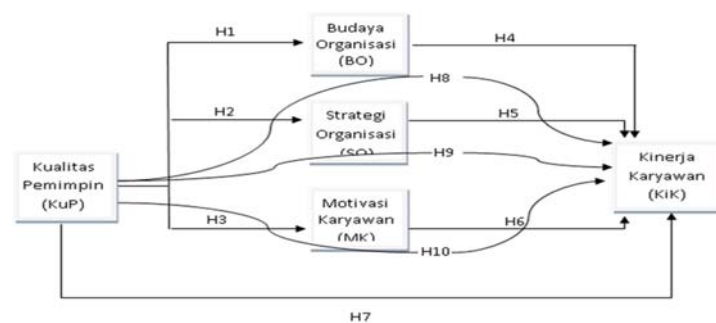 H1
Budaya
Organisasi
(BO)
H4
H8
H2
Strategi
Organisasi
(SO)
H5
H9
Kualitas
Pemimpin
(KuP)
Kinerja
Karyawan
(KiK)
H3
Motivasi
Karyawan
(MK)
H6
H10
H7